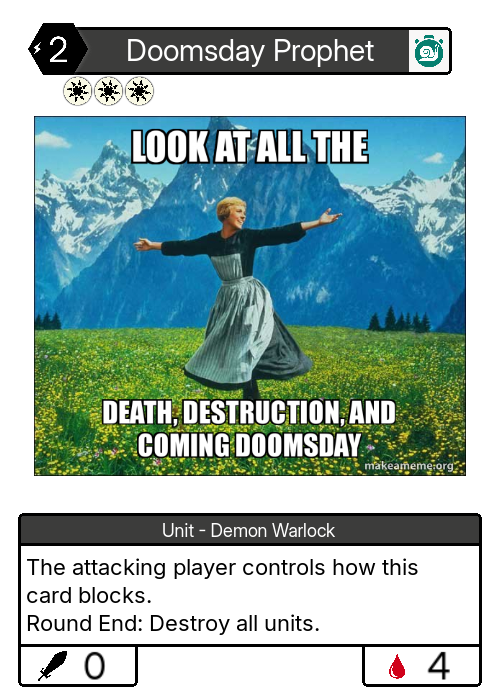 2
Doomsday Prophet
LOOK AT ALL THE
DEATH, DESTRUCTION, AND
COMING DOOMSDAY
makeameme.org
Unit - Demon Warlock
The attacking player controls how this
card blocks.
Round End: Destroy all units.
0
4